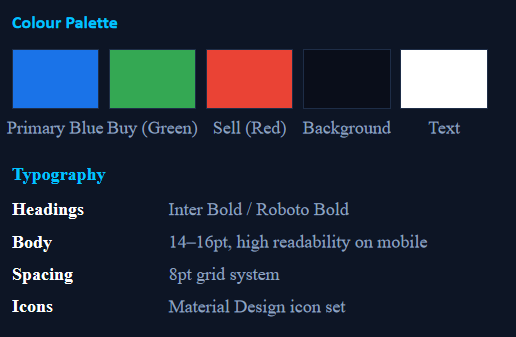 Colour Palette
Primary Blue Buy (Green) Sell (Red) Background Text
Typography
Headings Inter Bold / Roboto Bold
Body 14–16pt, high readability on mobile
Spacing 8pt grid system
Icons Material Design icon set